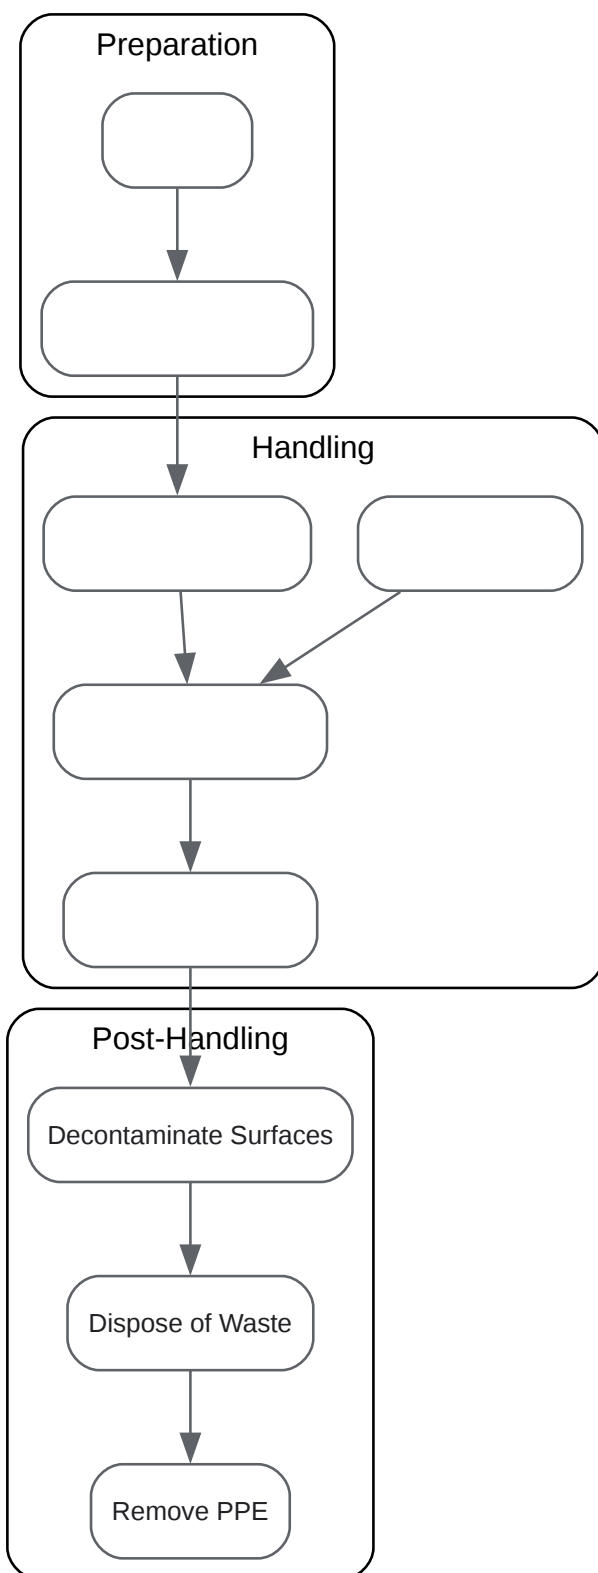 Preparation
Handling
Post-Handling
Decontaminate Surfaces
Dispose of Waste
Remove PPE